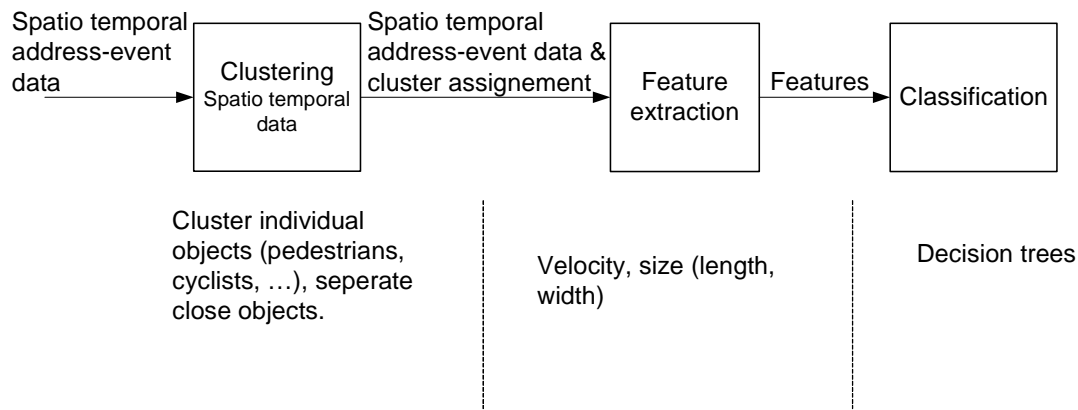 Spatio temporal
address-event
data
Clustering
Spatio temporal
data
Spatio temporal
address-event data &
cluster assignement
Feature
extraction
Features
Classification
Cluster individual
objects (pedestrians,
cyclists, …), seperate
close objects.
Velocity, size (length,
width)
Decision trees